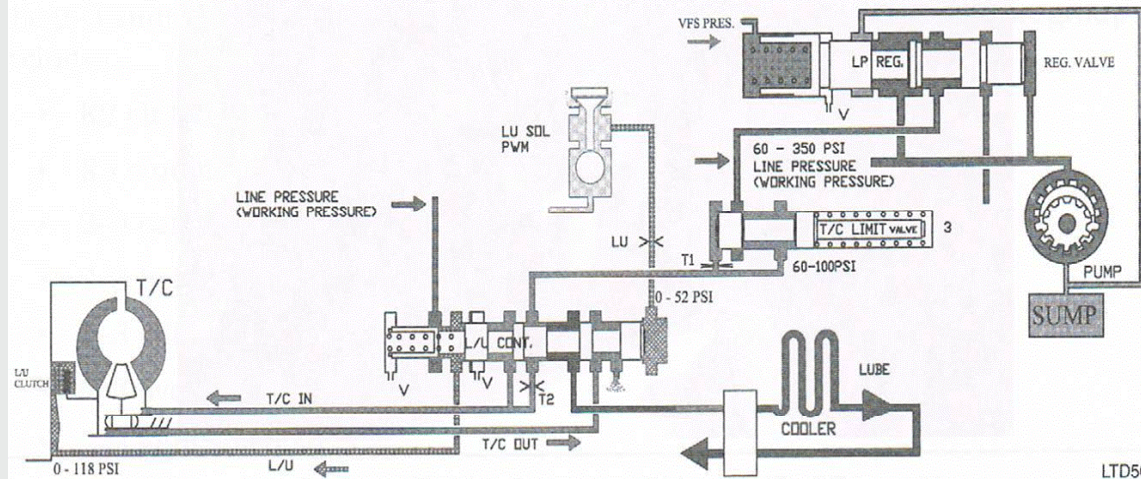 VFS PRES.
LP REG.
REG. VALVE
V
LU SOL
PWM
60 - 350 PSI
LINE PRESSURE
(WORKING PRESSURE)
LINE PRESSURE
(WORKING PRESSURE)
T/C LIMIT VALVE
3
LU
T1
60-100PSI
PUMP
0 - 52 PSI
SUMP
T/C
L/U CONT.
L/U
CLUTCH
V
V
T2
LUBE
T/C IN
COOLER
T/C OUT
0 - 118 PSI
L/U